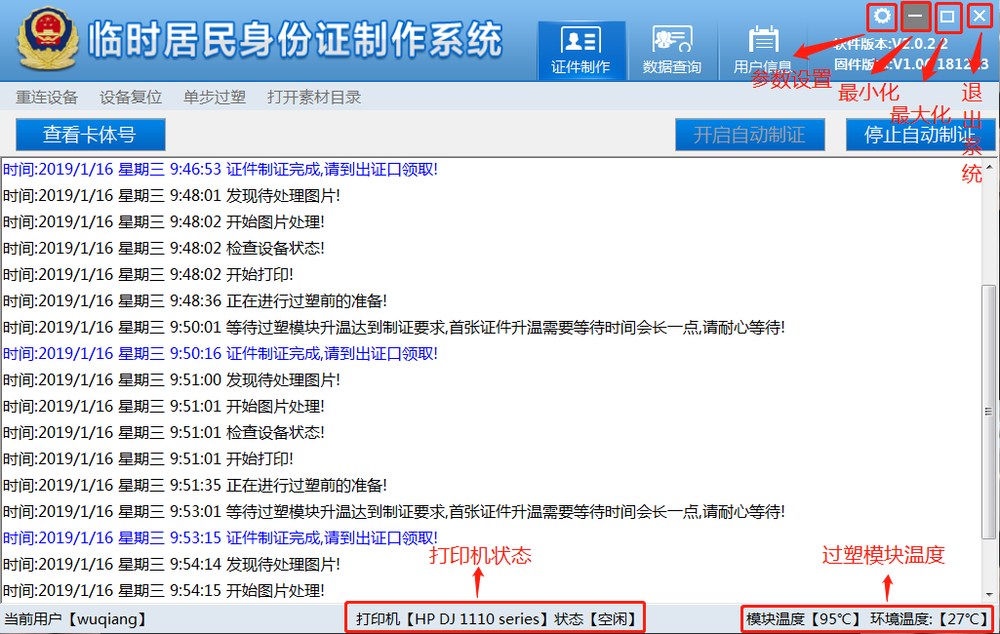 临时居民身份证制作系统
证件制作
数据查询
用户信息
软件版本:V2.0.2.2
固件版本:V1.00
参数设置
最小化
最大化
退出系统
重连设备 设备复位 单步过塑 打开素材目录
查看卡体号
开启自动制证
停止自动制证
时间:2019/1/16 星期三 9:46:53 证件制证完成,请到出证口领取!
时间:2019/1/16 星期三 9:48:01 发现待处理图片!
时间:2019/1/16 星期三 9:48:02 开始图片处理!
时间:2019/1/16 星期三 9:48:02 检查设备状态!
时间:2019/1/16 星期三 9:48:02 开始打印!
时间:2019/1/16 星期三 9:48:36 正在进行过塑前的准备!
时间:2019/1/16 星期三 9:50:01 等待过塑模块升温达到制证要求,首张证件升温需要等待时间会长一点,请耐心等待!
时间:2019/1/16 星期三 9:50:16 证件制证完成,请到出证口领取!
时间:2019/1/16 星期三 9:51:00 发现待处理图片!
时间:2019/1/16 星期三 9:51:01 开始图片处理!
时间:2019/1/16 星期三 9:51:01 检查设备状态!
时间:2019/1/16 星期三 9:51:01 开始打印!
时间:2019/1/16 星期三 9:51:35 正在进行过塑前的准备!
时间:2019/1/16 星期三 9:53:01 等待过塑模块升温达到制证要求,首张证件升温需要等待时间会长一点,请耐心等待!
时间:2019/1/16 星期三 9:53:15 证件制证完成,请到出证口领取!
时间:2019/1/16 星期三 9:54:14 发现待处理图片!
时间:2019/1/16 星期三 9:54:15 开始图片处理!
打印机状态
过塑模块温度
当前用户【wuqiang】
打印机【HP DJ 1110 series】状态【空闲】
模块温度【95℃】 环境温度:【27℃】